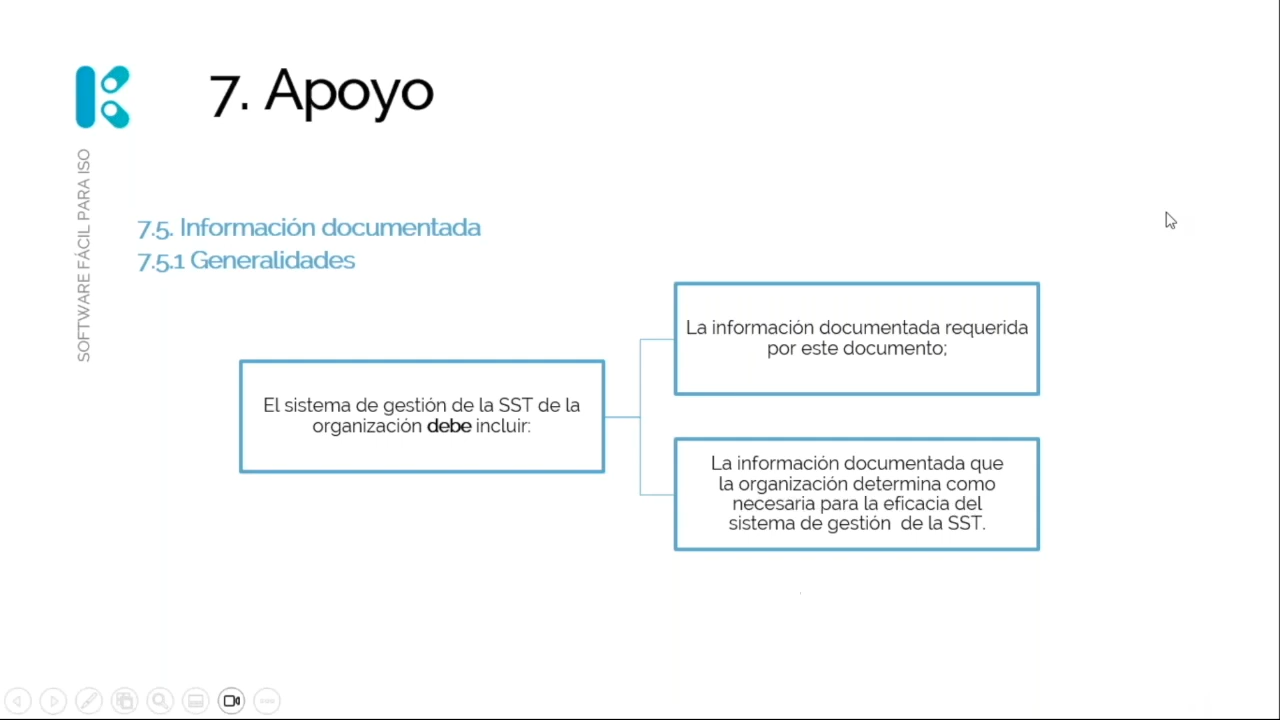 7. Apoyo
SOFTWARE FÁCIL PARA ISO
7.5. Información documentada
7.5.1 Generalidades
El sistema de gestión de la SST de la
organización debe incluir:
La información documentada requerida
por este documento;
La información documentada que
la organización determina como
necesaria para la eficacia del
sistema de gestión de la SST.